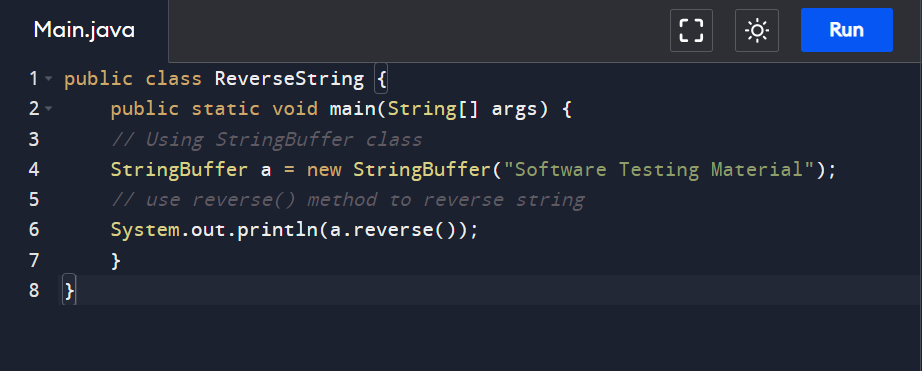 Main.java
Run
1 public class ReverseString {
2 public static void main(String[] args) {
3 // Using StringBuffer class
4 StringBuffer a = new StringBuffer("Software Testing Material");
5 // use reverse() method to reverse string
6 System.out.println(a.reverse());
7 }
8 }